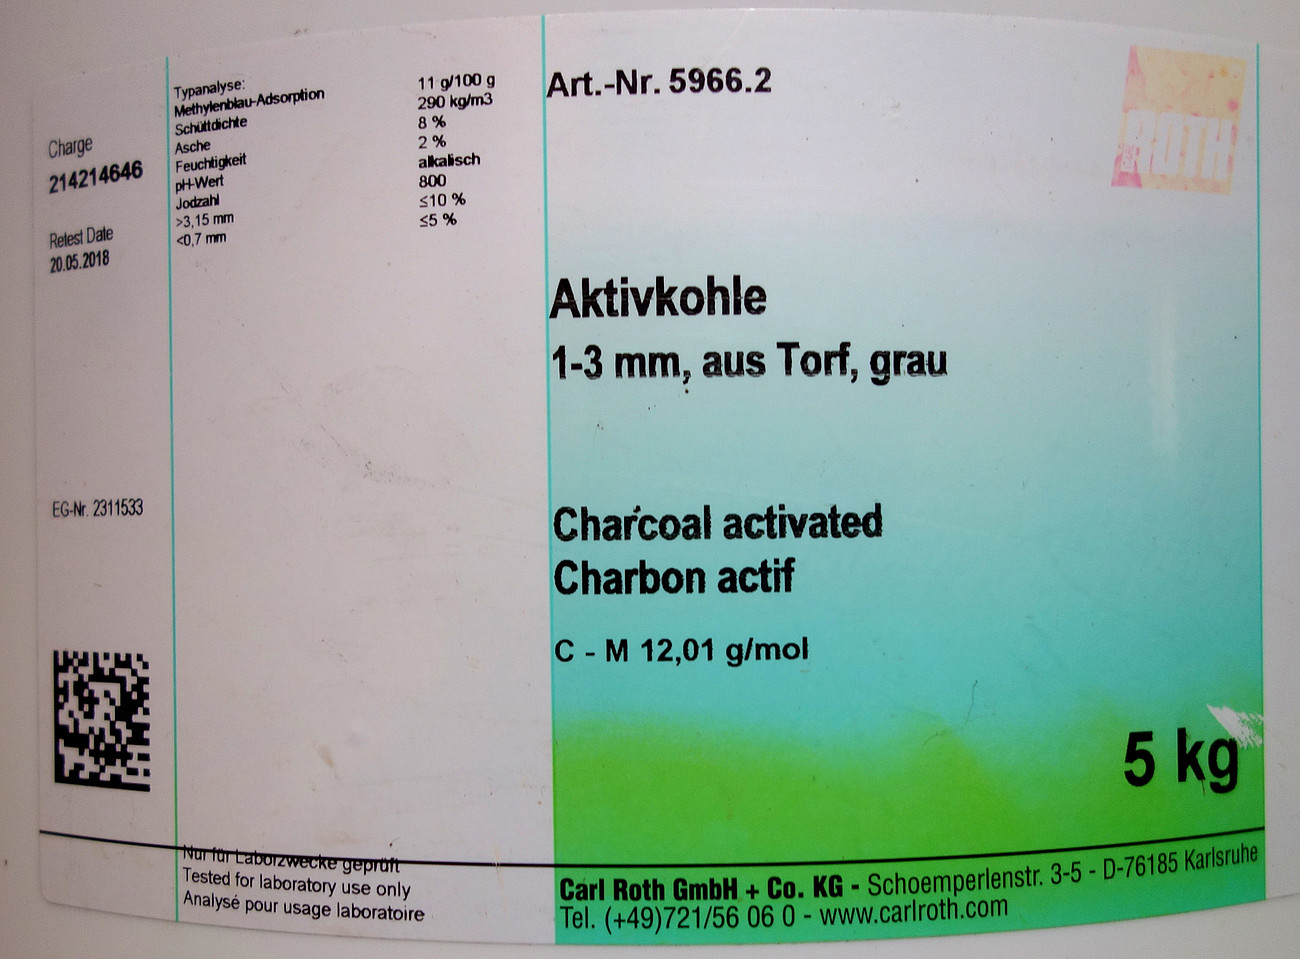 Charge
214214646
Retest Date
20.05.2018
EG-Nr. 2311533
Typanalyse:
Methylenblau-Adsorption 11 g/100 g
Schüttdichte 290 kg/m3
Asche 8 %
Feuchtigkeit 2 %
pH-Wert alkalisch
Jodzahl 800
>3,15 mm ≤10 %
<0,7 mm ≤5 %
Nur für Laborzwecke geprüft
Tested for laboratory use only
Analysé pour usage laboratoire
Art.-Nr. 5966.2
CARL ROTH
Aktivkohle
1-3 mm, aus Torf, grau
Charcoal activated
Charbon actif
C - M 12,01 g/mol
5 kg
Carl Roth GmbH + Co. KG - Schoemperlenstr. 3-5 - D-76185 Karlsruhe
Tel. (+49)721/56 06 0 - www.carlroth.com